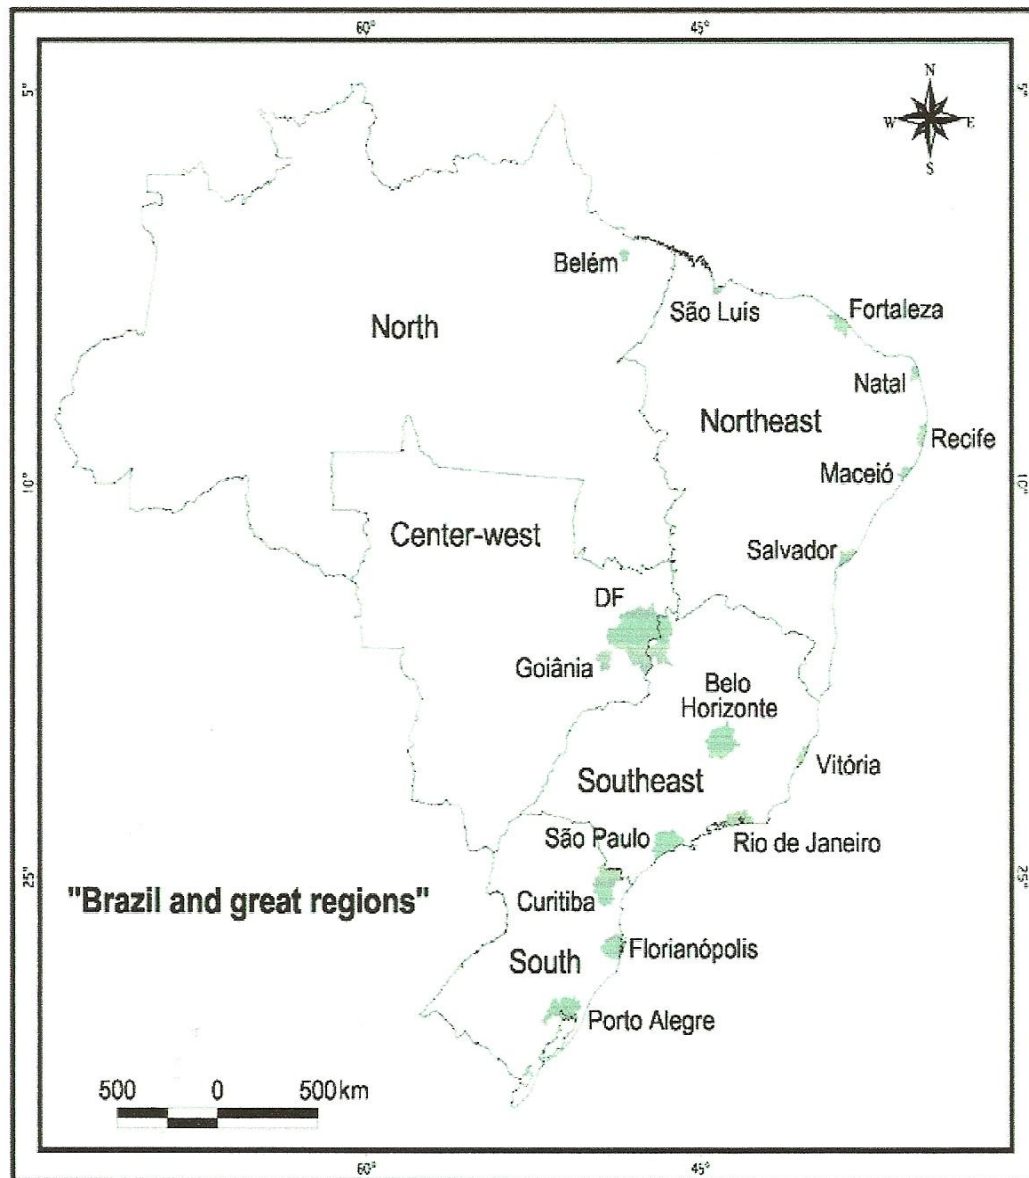 60° 45°
5° 5°
N
W E
S
Belém
São Luís
Fortaleza
North
Natal
Northeast
Recife
Maceió
10° 10°
Center-west
Salvador
DF
Goiânia
Belo
Horizonte
Vitória
Southeast
São Paulo
Rio de Janeiro
25° 25°
"Brazil and great regions"
Curitiba
Florianópolis
South
Porto Alegre
500 0 500km
60° 45°